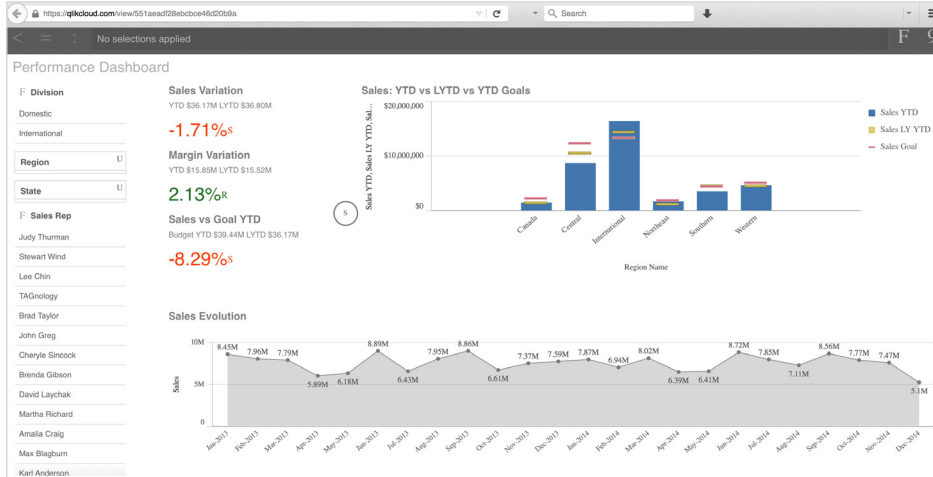 https://qlikcloud.com/view/551aeadf28ebcbce46d20b9a
Search
< = : No selections applied F 9
Performance Dashboard
F Division
Domestic
International
Region U
State U
F Sales Rep
Judy Thurman
Stewart Wind
Lee Chin
TAGnology
Brad Taylor
John Greg
Cheryle Sincock
Brenda Gibson
David Laychak
Martha Richard
Amalia Craig
Max Blagburn
Karl Anderson
Sales Variation
YTD $36.17M LYTD $36.80M
-1.71%S
Margin Variation
YTD $15.85M LYTD $15.52M
2.13%R
Sales vs Goal YTD
Budget YTD $39.44M LYTD $36.17M
-8.29%S
S
Sales: YTD vs LYTD vs YTD Goals
Sales YTD, Sales LY YTD, Sal...
$20,000,000
$10,000,000
$0
Canada
Central
International
Northeast
Southern
Western
Region Name
Sales YTD
Sales LY YTD
Sales Goal
Sales Evolution
Sales
10M
5M
0
8.45M
7.96M
7.79M
5.89M
6.18M
8.89M
6.43M
7.95M
8.86M
6.61M
7.37M
7.59M
7.87M
6.94M
8.02M
6.39M
6.41M
8.72M
7.85M
7.11M
8.56M
7.77M
7.47M
5.1M
Jan-2013
Feb-2013
Mar-2013
Apr-2013
May-2013
Jun-2013
Jul-2013
Aug-2013
Sep-2013
Oct-2013
Nov-2013
Dec-2013
Jan-2014
Feb-2014
Mar-2014
Apr-2014
May-2014
Jun-2014
Jul-2014
Aug-2014
Sep-2014
Oct-2014
Nov-2014
Dec-2014